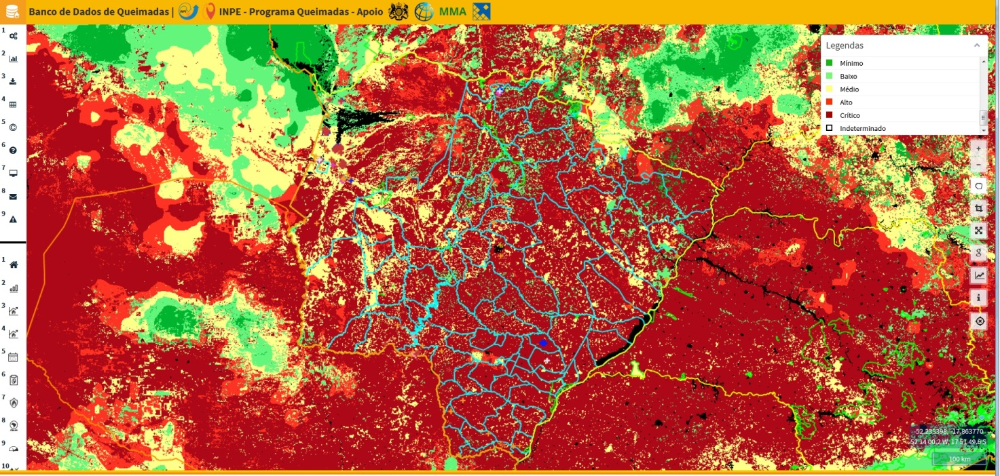 Banco de Dados de Queimadas | INPE - Programa Queimadas - Apoio MMA
Legendas
Mínimo
Baixo
Médio
Alto
Crítico
Indeterminado
1
2
3
4
5
6
7
8
9
1
2
3
4
5
6
7
8
9
10
+
−
g
i
-52.233398, -17.863770
52 14 00.2 W, 17 51 49.6 S
100 km